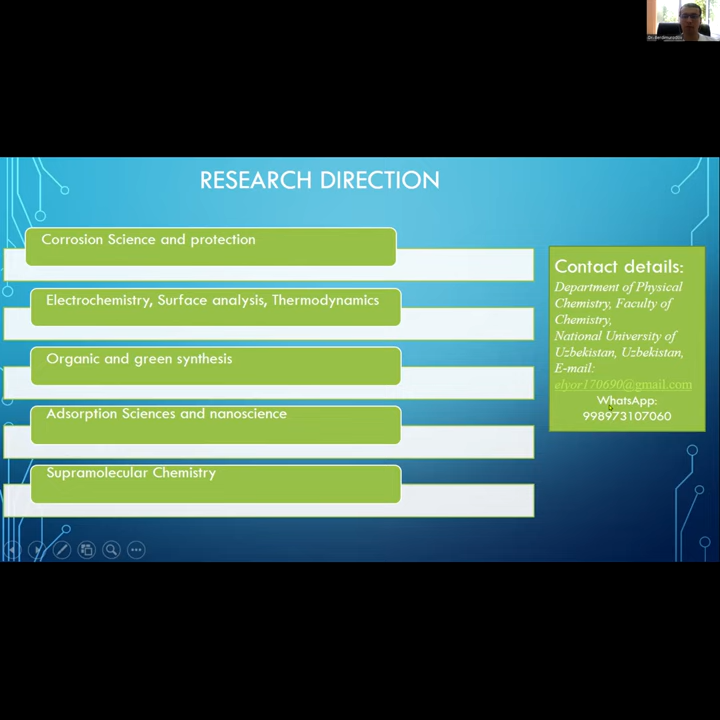 RESEARCH DIRECTION
Corrosion Science and protection
Electrochemistry, Surface analysis, Thermodynamics
Organic and green synthesis
Adsorption Sciences and nanoscience
Supramolecular Chemistry
Contact details:
Department of Physical
Chemistry, Faculty of
Chemistry,
National University of
Uzbekistan, Uzbekistan,
E-mail:
elyor170690@gmail.com
WhatsApp:
998973107060